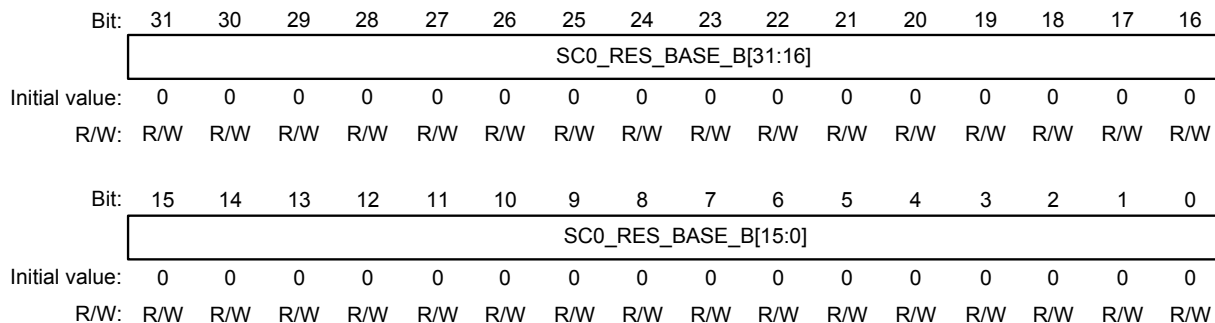 Bit: 31 30 29 28 27 26 25 24 23 22 21 20 19 18 17 16
SC0_RES_BASE_B[31:16]
Initial value: 0 0 0 0 0 0 0 0 0 0 0 0 0 0 0 0
R/W: R/W R/W R/W R/W R/W R/W R/W R/W R/W R/W R/W R/W R/W R/W R/W R/W
Bit: 15 14 13 12 11 10 9 8 7 6 5 4 3 2 1 0
SC0_RES_BASE_B[15:0]
Initial value: 0 0 0 0 0 0 0 0 0 0 0 0 0 0 0 0
R/W: R/W R/W R/W R/W R/W R/W R/W R/W R/W R/W R/W R/W R/W R/W R/W R/W